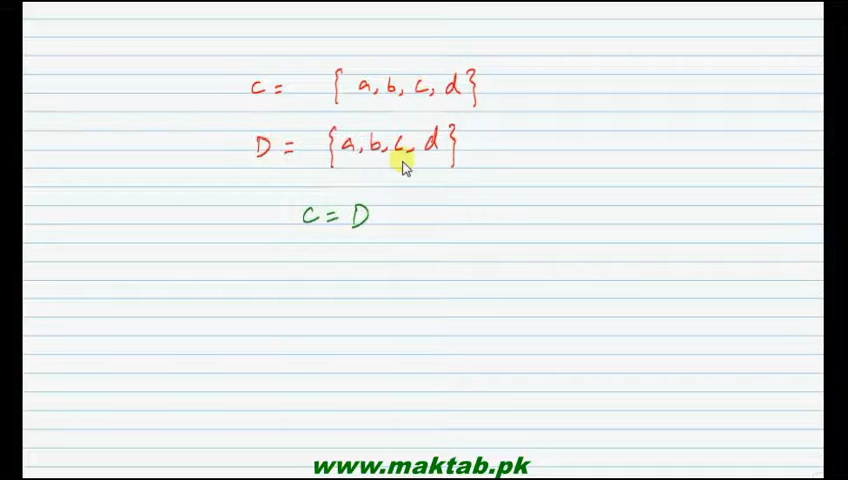 C = { a, b, c, d }
D = { a, b, c, d }
C = D
www.maktab.pk